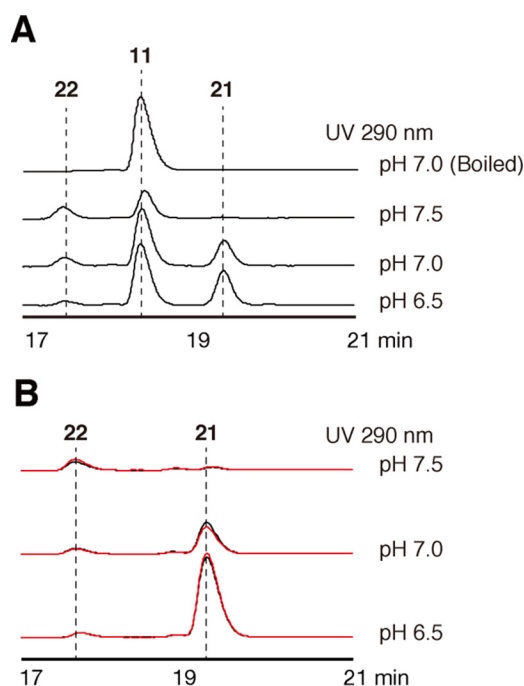 A
11
22
21
UV 290 nm
pH 7.0 (Boiled)
pH 7.5
pH 7.0
pH 6.5
17
19
21 min
B
22
21
UV 290 nm
pH 7.5
pH 7.0
pH 6.5
17
19
21 min